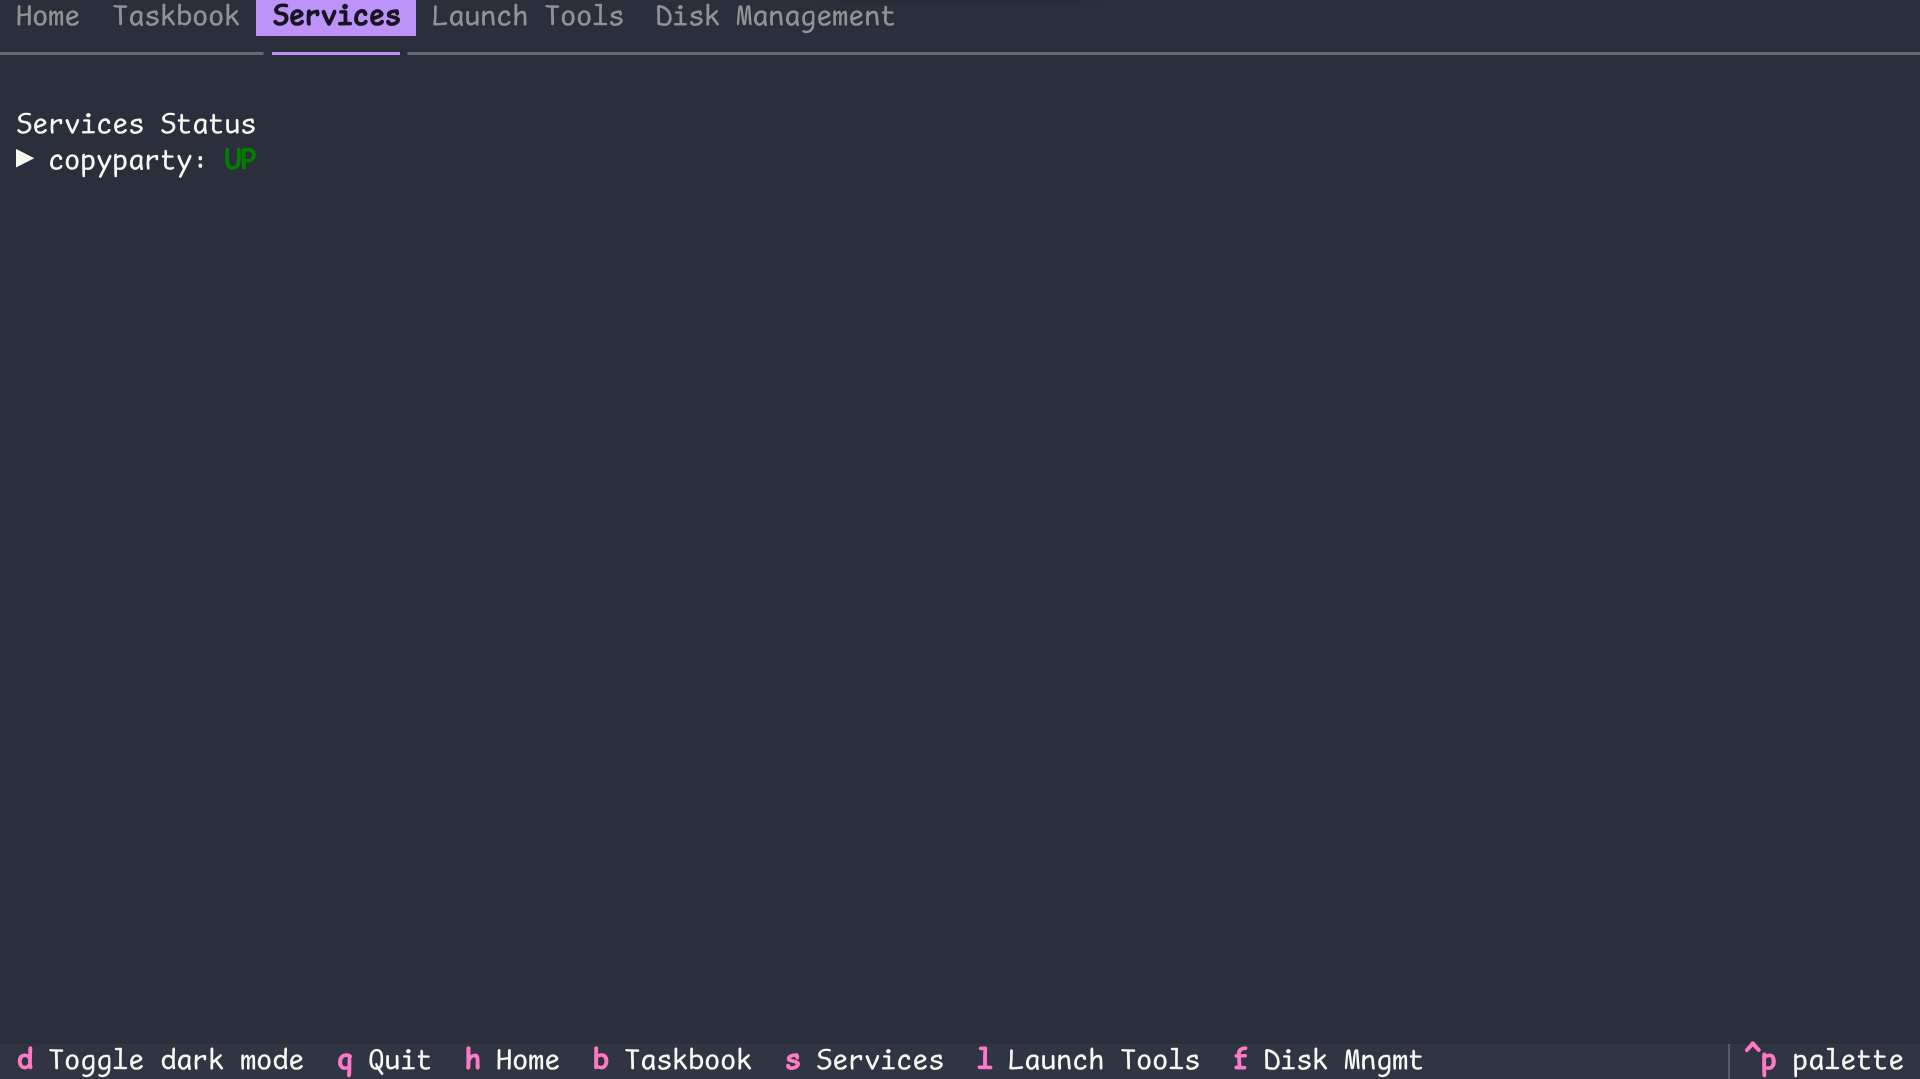 Home Taskbook Services Launch Tools Disk Management
Services Status
▶ copyparty: UP
d Toggle dark mode q Quit h Home b Taskbook s Services l Launch Tools f Disk Mngmt ^p palette